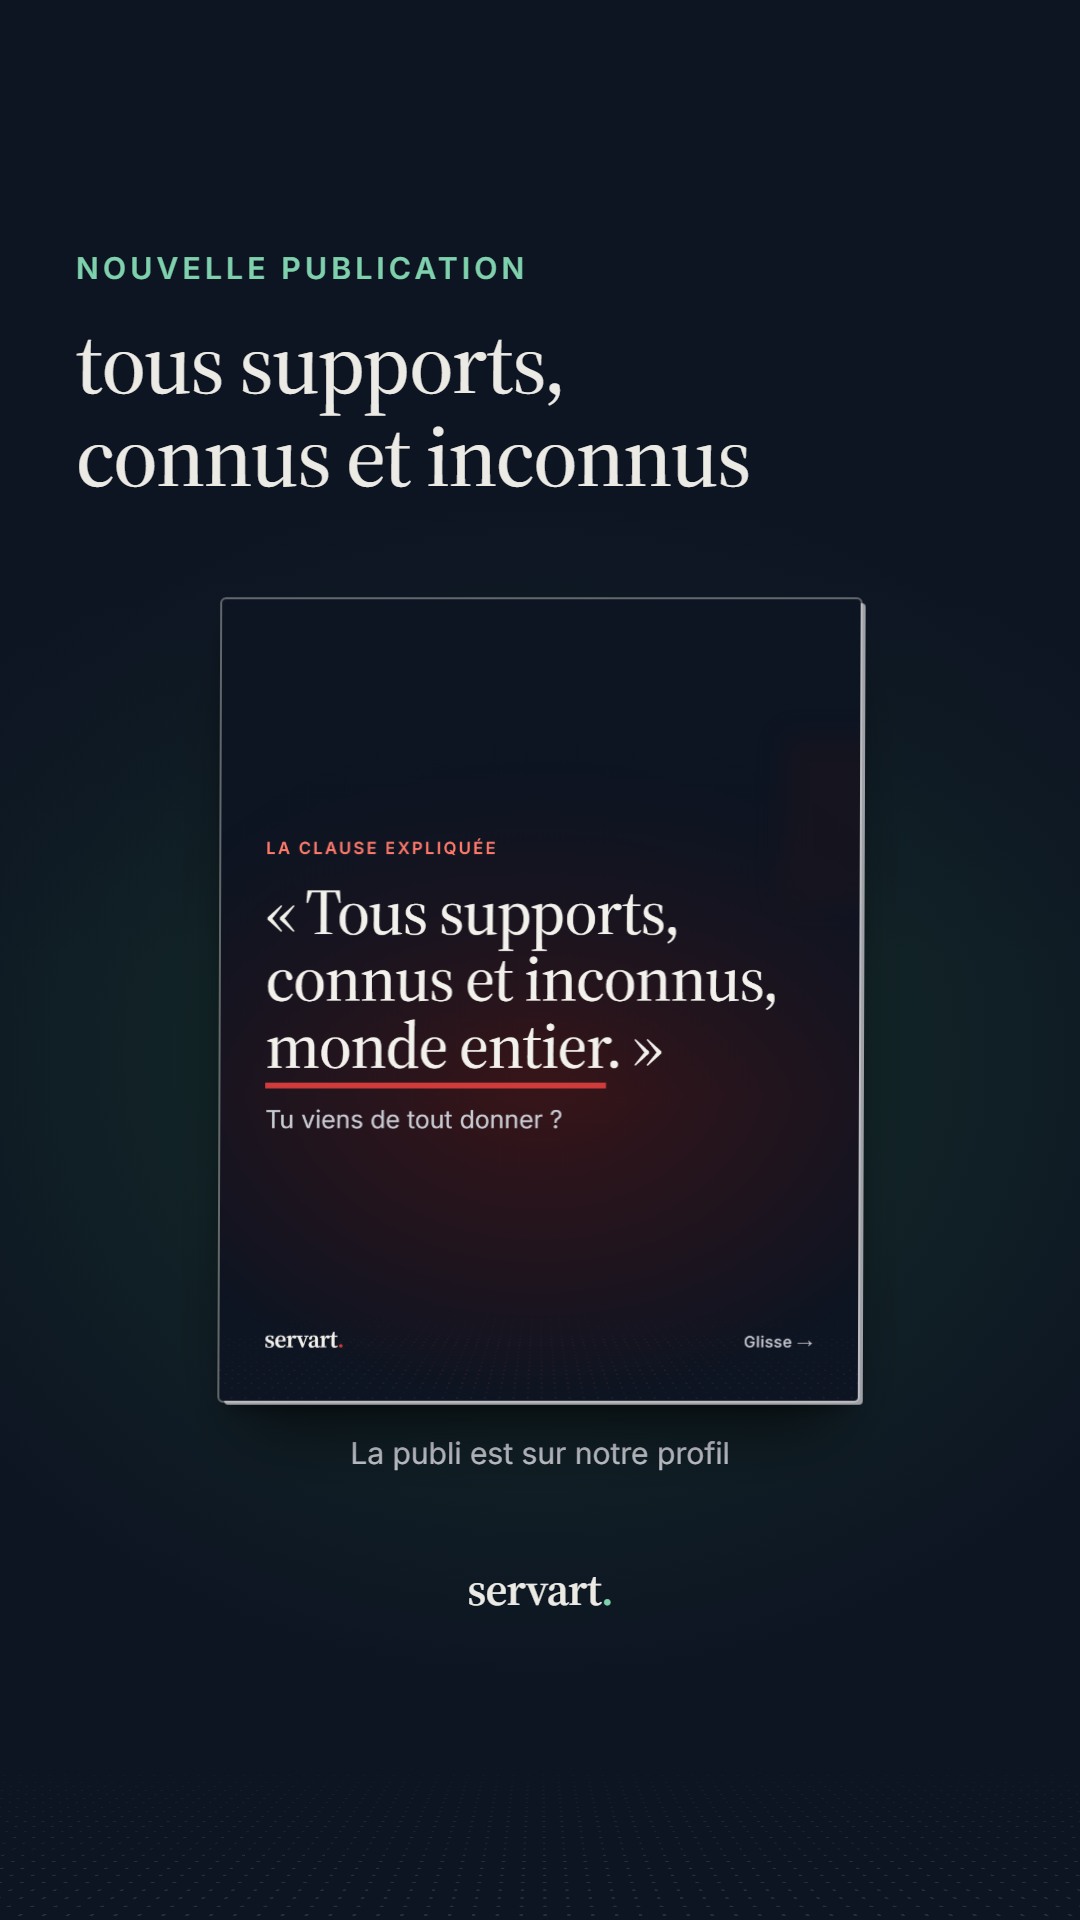 NOUVELLE PUBLICATION
tous supports,
connus et inconnus
LA CLAUSE EXPLIQUÉE
« Tous supports,
connus et inconnus,
monde entier. »
Tu viens de tout donner ?
servart.
Glisse →
La publi est sur notre profil
servart.